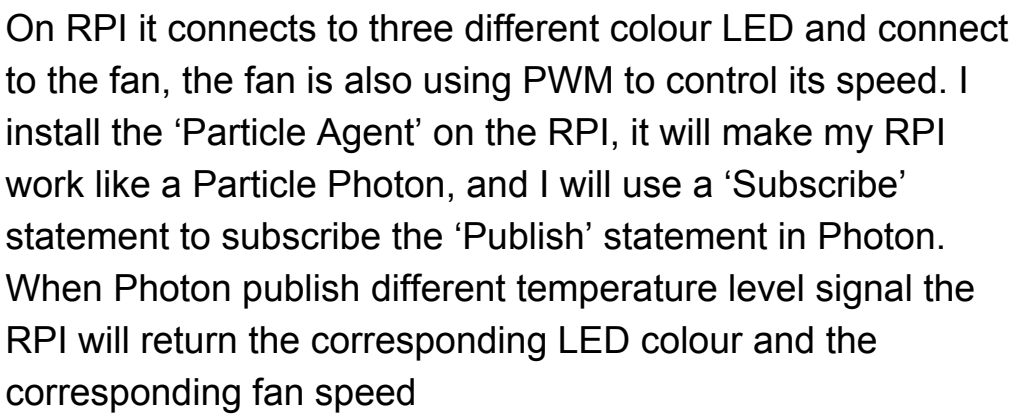 On RPI it connects to three different colour LED and connect
to the fan, the fan is also using PWM to control its speed. I
install the ‘Particle Agent’ on the RPI, it will make my RPI
work like a Particle Photon, and I will use a ‘Subscribe’
statement to subscribe the ‘Publish’ statement in Photon.
When Photon publish different temperature level signal the
RPI will return the corresponding LED colour and the
corresponding fan speed